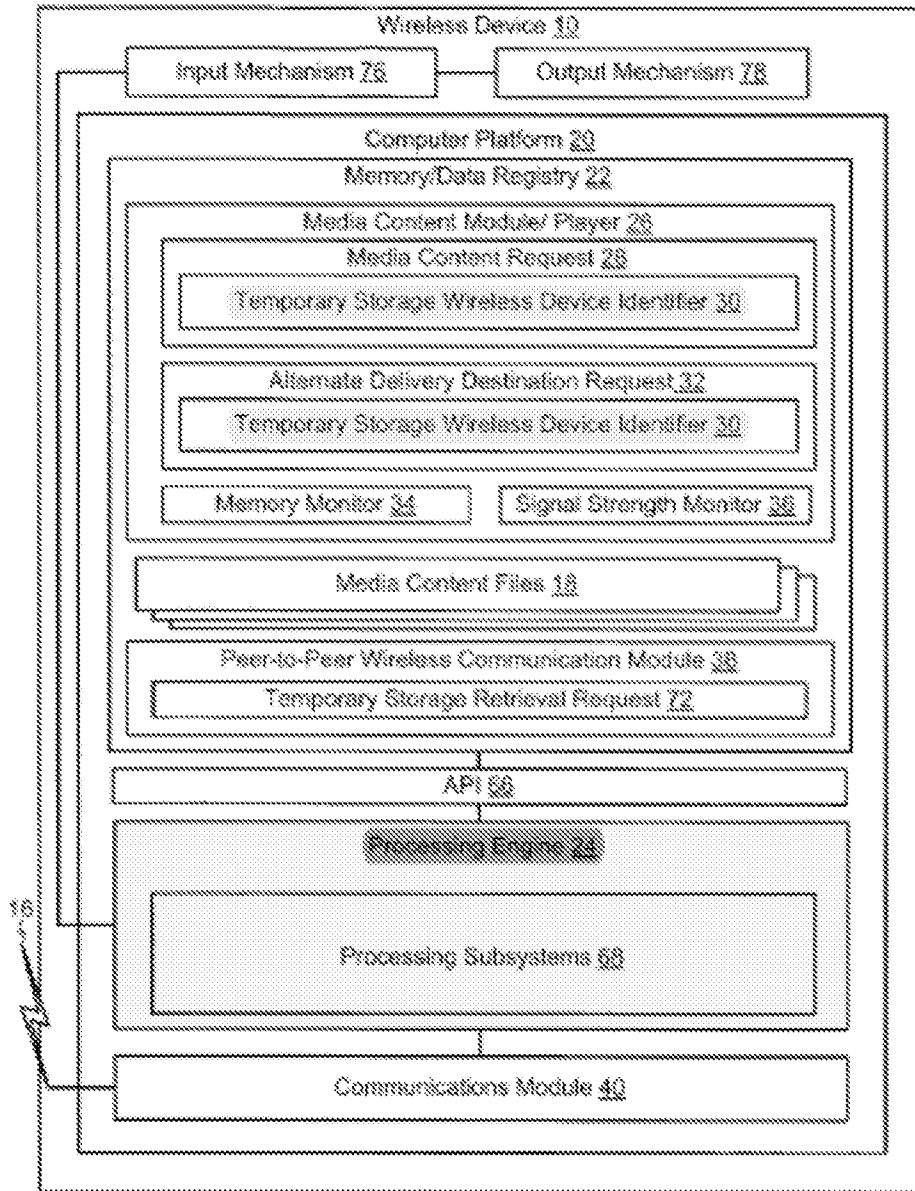 Wireless Device 10
Input Mechanism 76
Output Mechanism 78
Computer Platform 20
Memory/Data Registry 22
Media Content Module/ Player 26
Media Content Request 28
Temporary Storage Wireless Device Identifier 30
Alternate Delivery Destination Request 32
Temporary Storage Wireless Device Identifier 30
Memory Monitor 34
Signal Strength Monitor 36
Media Content Files 18
Peer-to-Peer Wireless Communication Module 38
Temporary Storage Retrieval Request 72
API 66
Processing Engine 24
16
Processing Subsystems 68
Communications Module 40